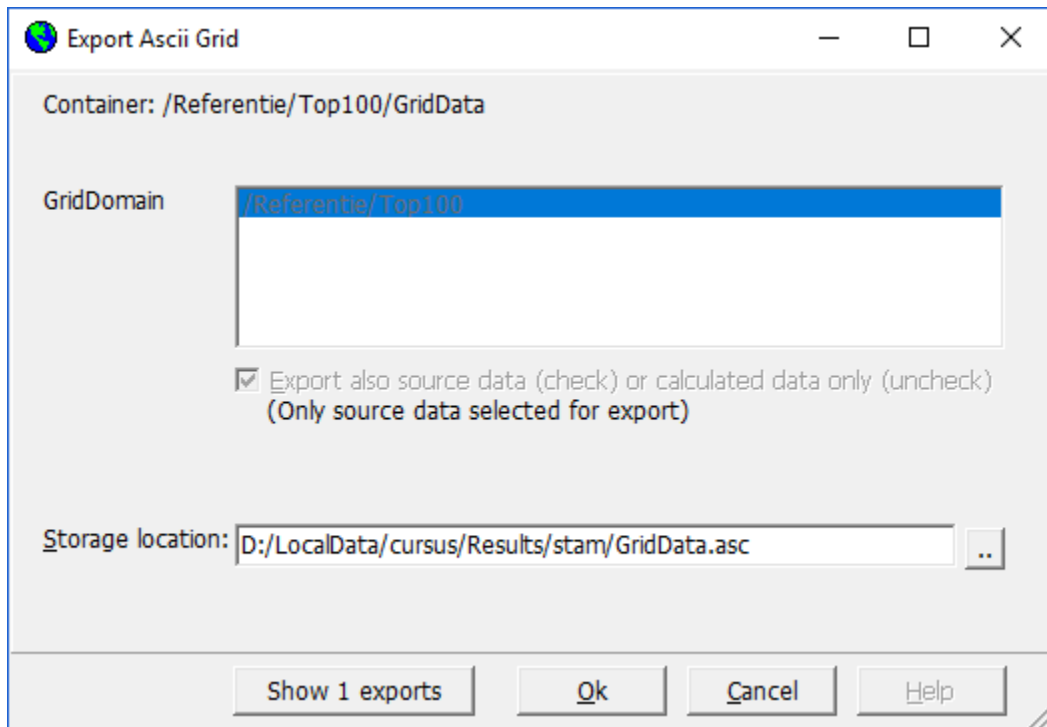 Export Ascii Grid
Container: /Referentie/Top100/GridData
GridDomain
/Referentie/Top100
Export also source data (check) or calculated data only (uncheck)
(Only source data selected for export)
Storage location:
D:/LocalData/cursus/Results/stam/GridData.asc
..
Show 1 exports
Ok
Cancel
Help